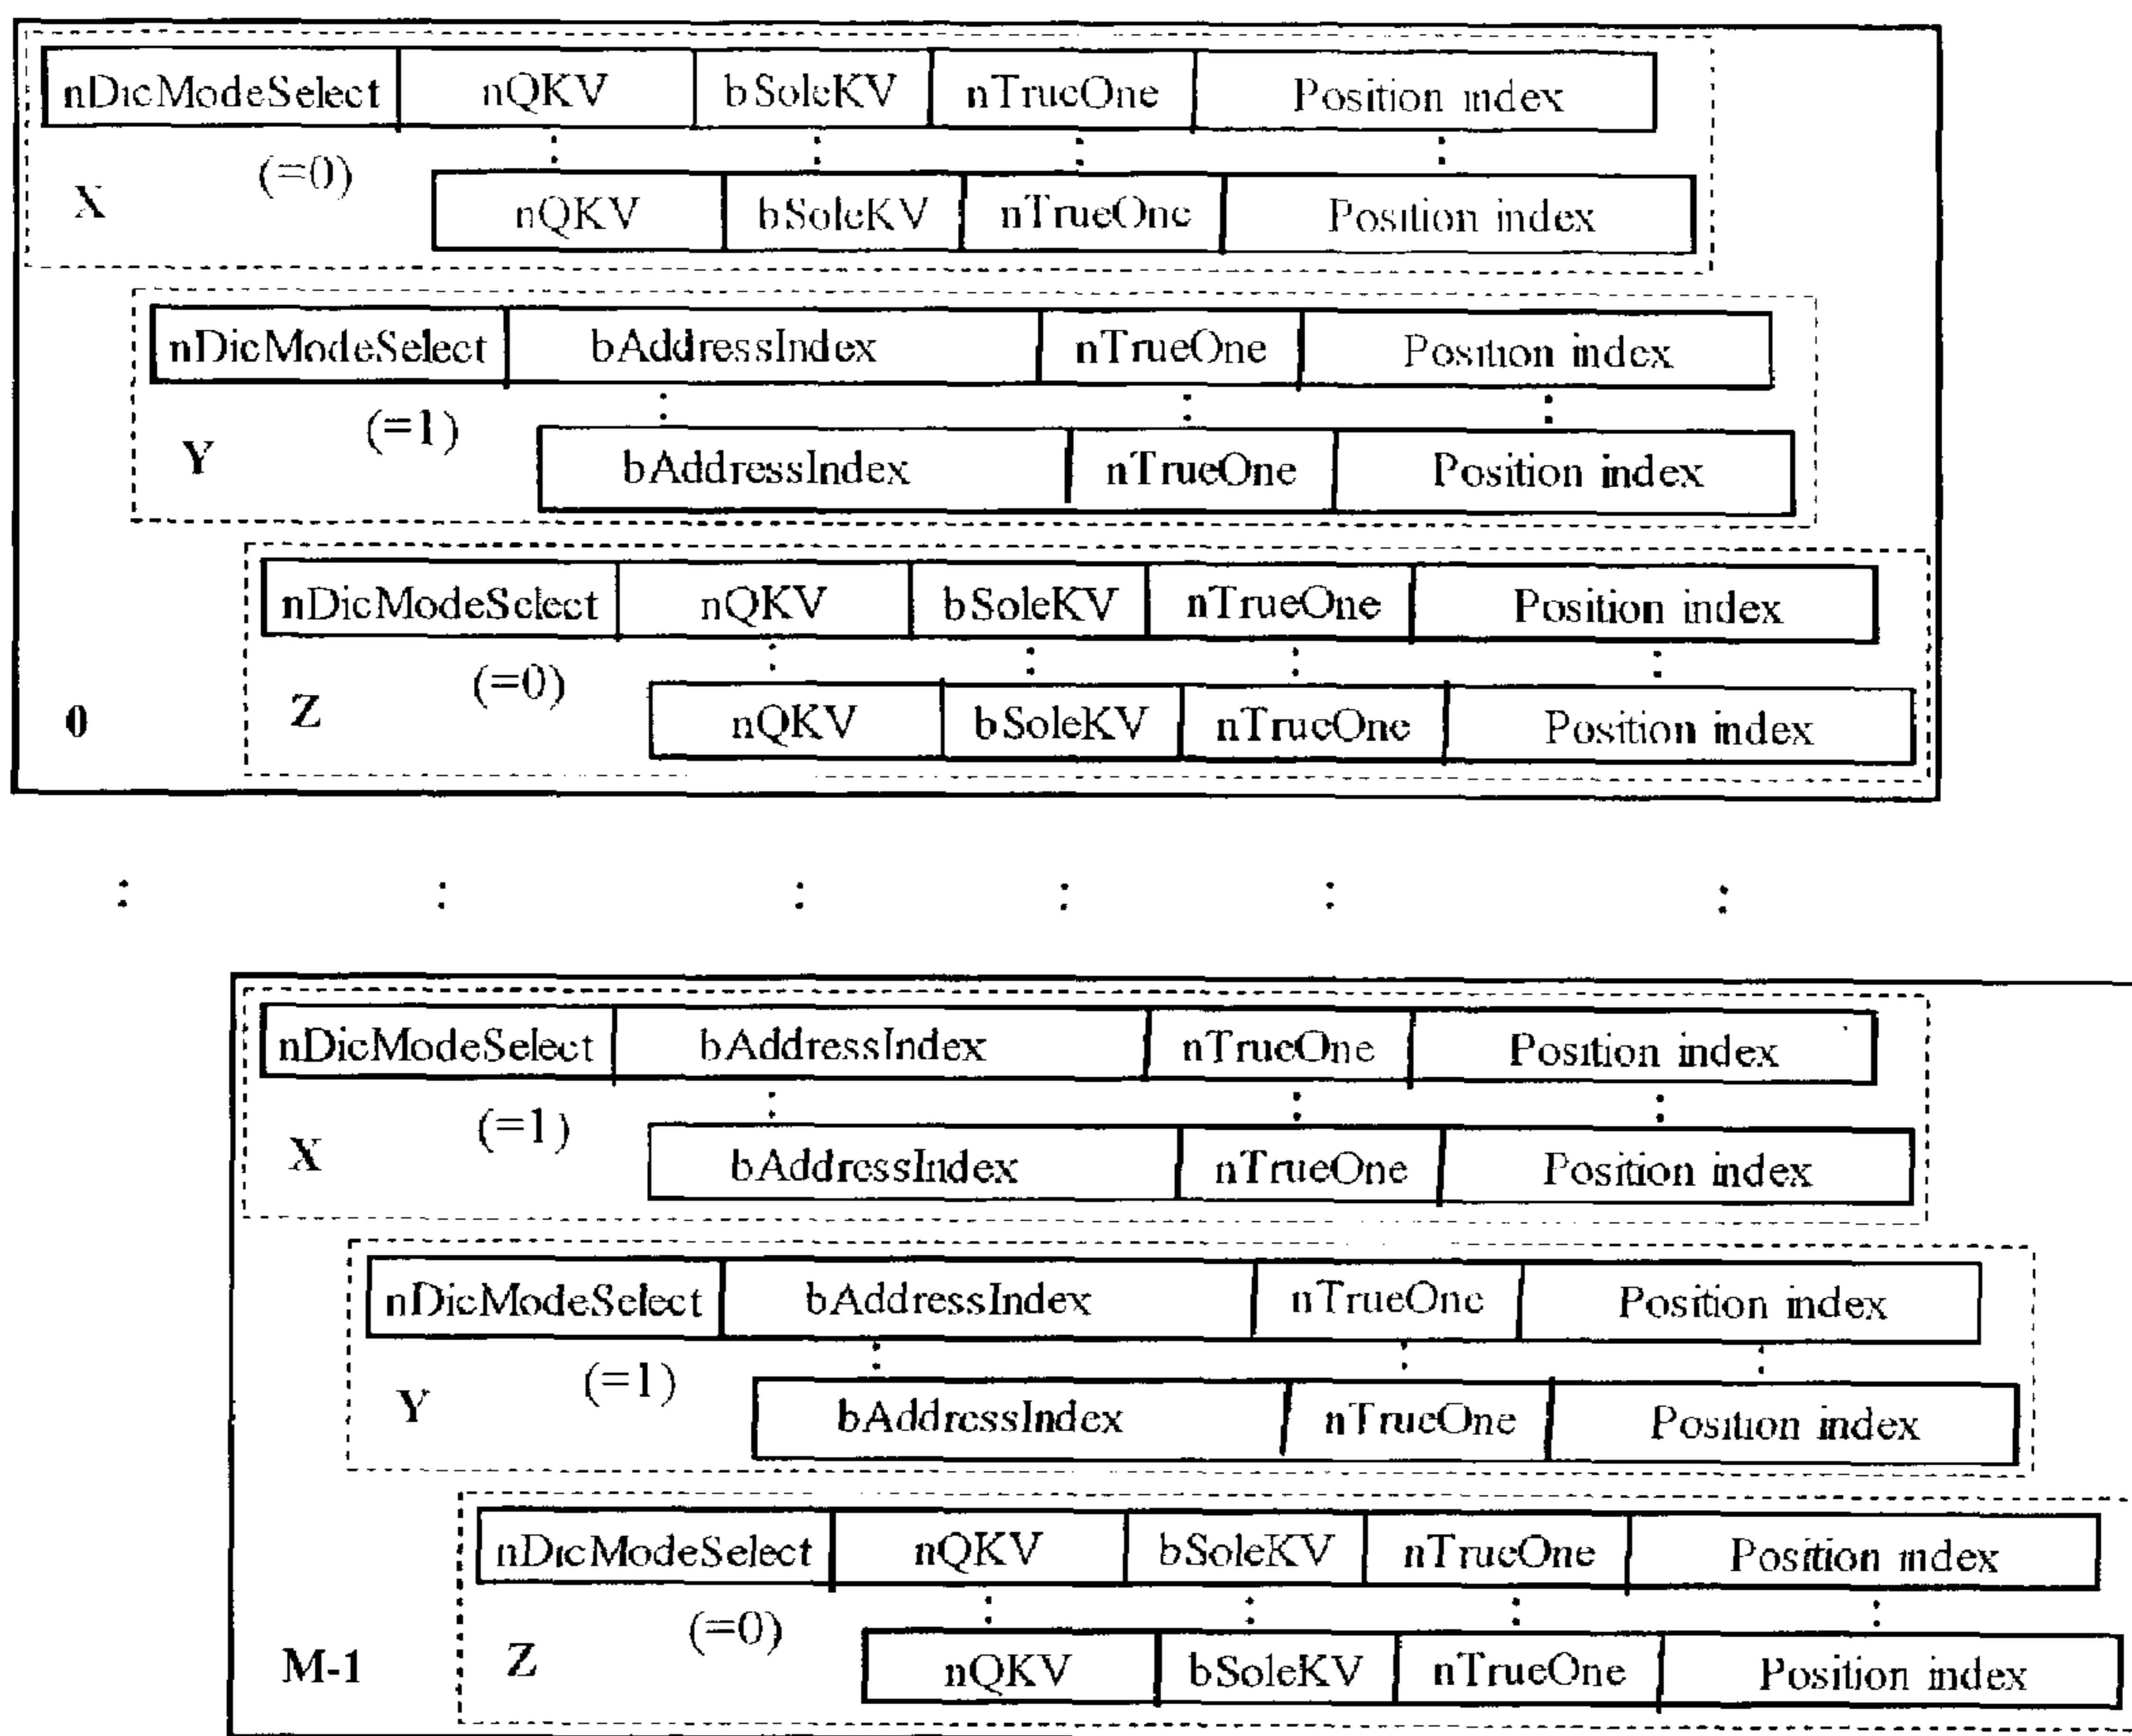 nDicModeSelect nQKV bSoleKV nTrueOne Position index
(=0)
X
nQKV bSoleKV nTrueOne Position index
nDicModeSelect bAddressIndex nTrueOne Position index
(=1)
Y
bAddressIndex nTrueOne Position index
nDicModeSelect nQKV bSoleKV nTrueOne Position index
(=0)
Z
nQKV bSoleKV nTrueOne Position index
0
nDicModeSelect bAddressIndex nTrueOne Position index
(=1)
X
bAddressIndex nTrueOne Position index
nDicModeSelect bAddressIndex nTrueOne Position index
(=1)
Y
bAddressIndex nTrueOne Position index
nDicModeSelect nQKV bSoleKV nTrueOne Position index
(=0)
M-1 Z
nQKV bSoleKV nTrueOne Position index